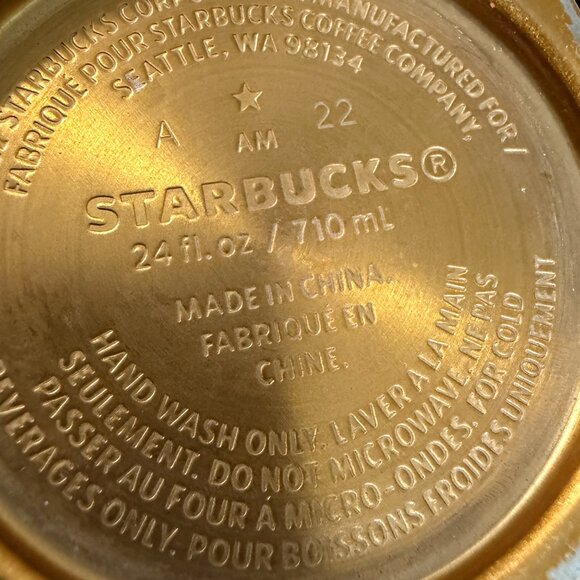 STARBUCKS CORPO MANUFACTURED FOR /
FABRIQUÉ POUR STARBUCKS COFFEE COMPANY,
SEATTLE, WA 98134
A AM 22
STARBUCKS®
24 fl. oz / 710 mL
MADE IN CHINA.
FABRIQUÉ EN
CHINE.
HAND WASH ONLY. LAVER À LA MAIN
SEULEMENT. DO NOT MICROWAVE. NE PAS
PASSER AU FOUR À MICRO-ONDES. FOR COLD
BEVERAGES ONLY. POUR BOISSONS FROIDES UNIQUEMENT